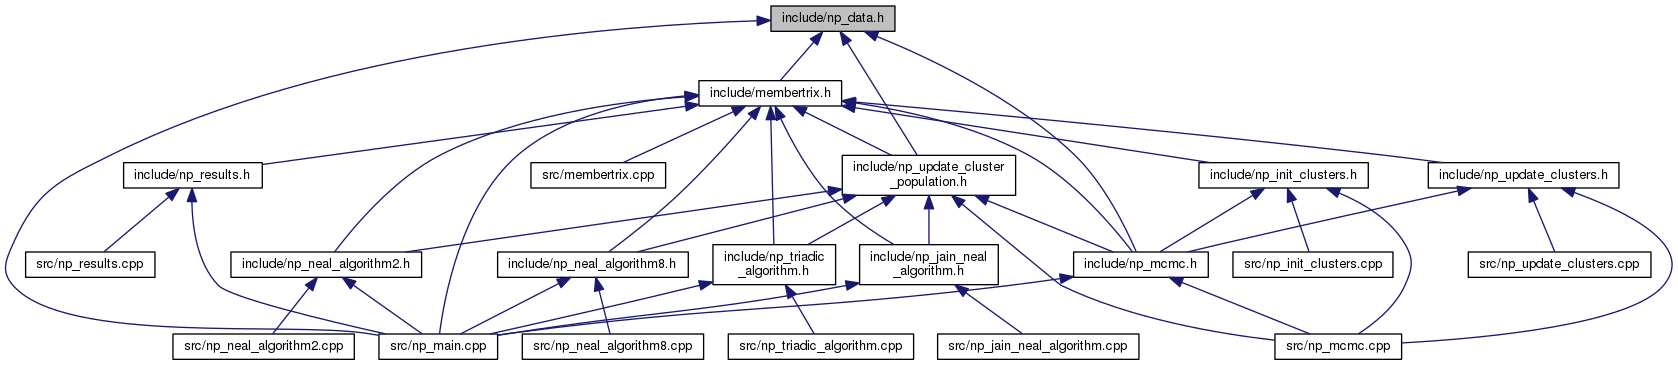 include/np_data.h
include/membertrix.h
include/np_results.h
src/membertrix.cpp
include/np_update_cluster
_population.h
include/np_init_clusters.h
include/np_update_clusters.h
src/np_results.cpp
include/np_neal_algorithm2.h
include/np_neal_algorithm8.h
include/np_triadic
_algorithm.h
include/np_jain_neal
_algorithm.h
include/np_mcmc.h
src/np_init_clusters.cpp
src/np_update_clusters.cpp
src/np_neal_algorithm2.cpp
src/np_main.cpp
src/np_neal_algorithm8.cpp
src/np_triadic_algorithm.cpp
src/np_jain_neal_algorithm.cpp
src/np_mcmc.cpp